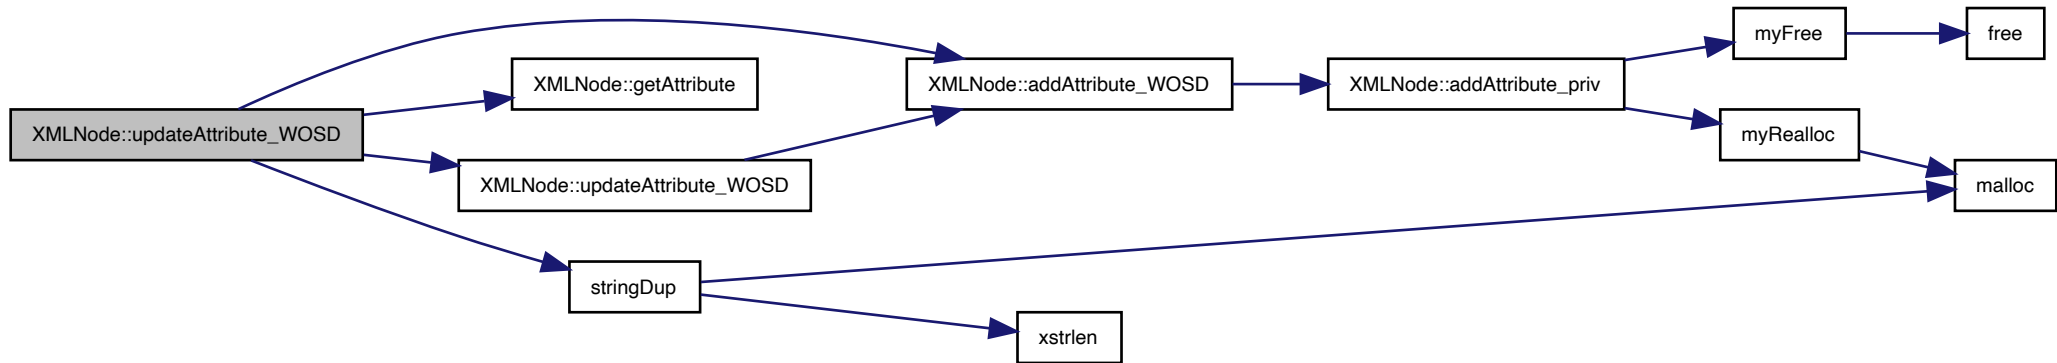 XMLNode::updateAttribute_WOSD
XMLNode::getAttribute
XMLNode::updateAttribute_WOSD
stringDup
XMLNode::addAttribute_WOSD
xstrlen
XMLNode::addAttribute_priv
myFree
myRealloc
free
malloc